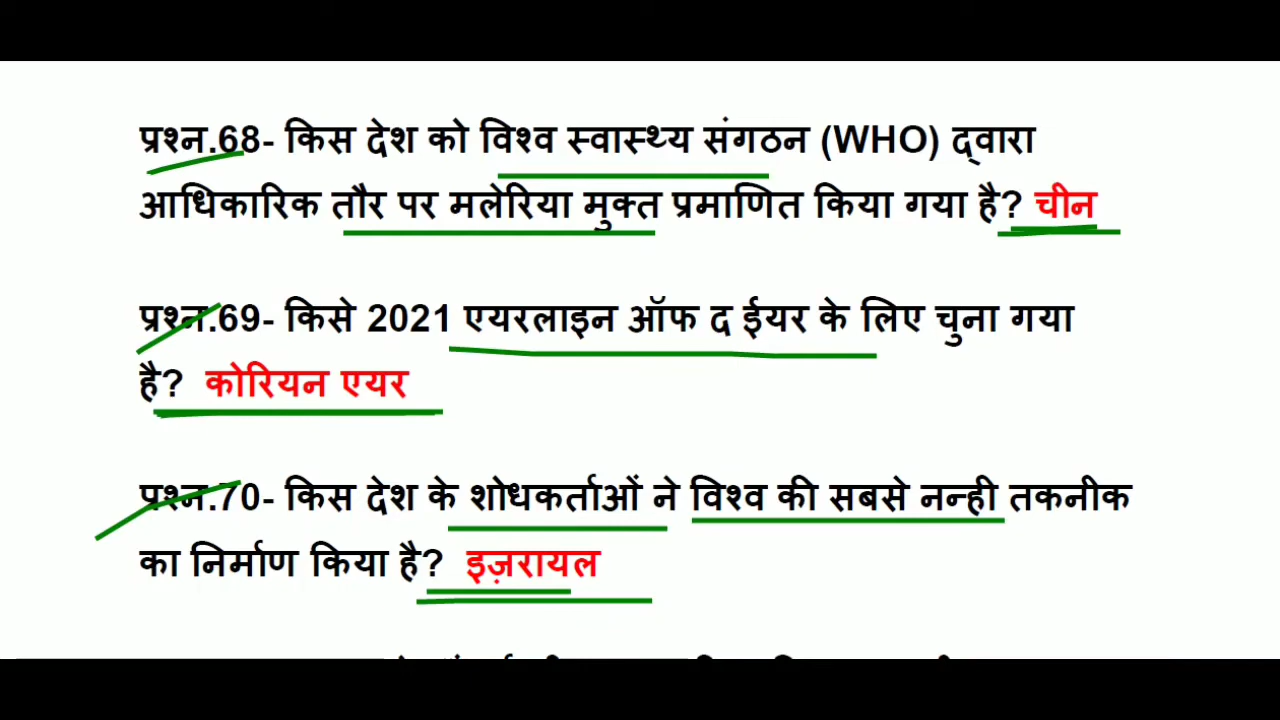 प्रश्न.68- किस देश को विश्व स्वास्थ्य संगठन (WHO) द्वारा
आधिकारिक तौर पर मलेरिया मुक्त प्रमाणित किया गया है? चीन
प्रश्न.69- किसे 2021 एयरलाइन ऑफ द ईयर के लिए चुना गया
है? कोरियन एयर
प्रश्न.70- किस देश के शोधकर्ताओं ने विश्व की सबसे नन्ही तकनीक
का निर्माण किया है? इज़रायल